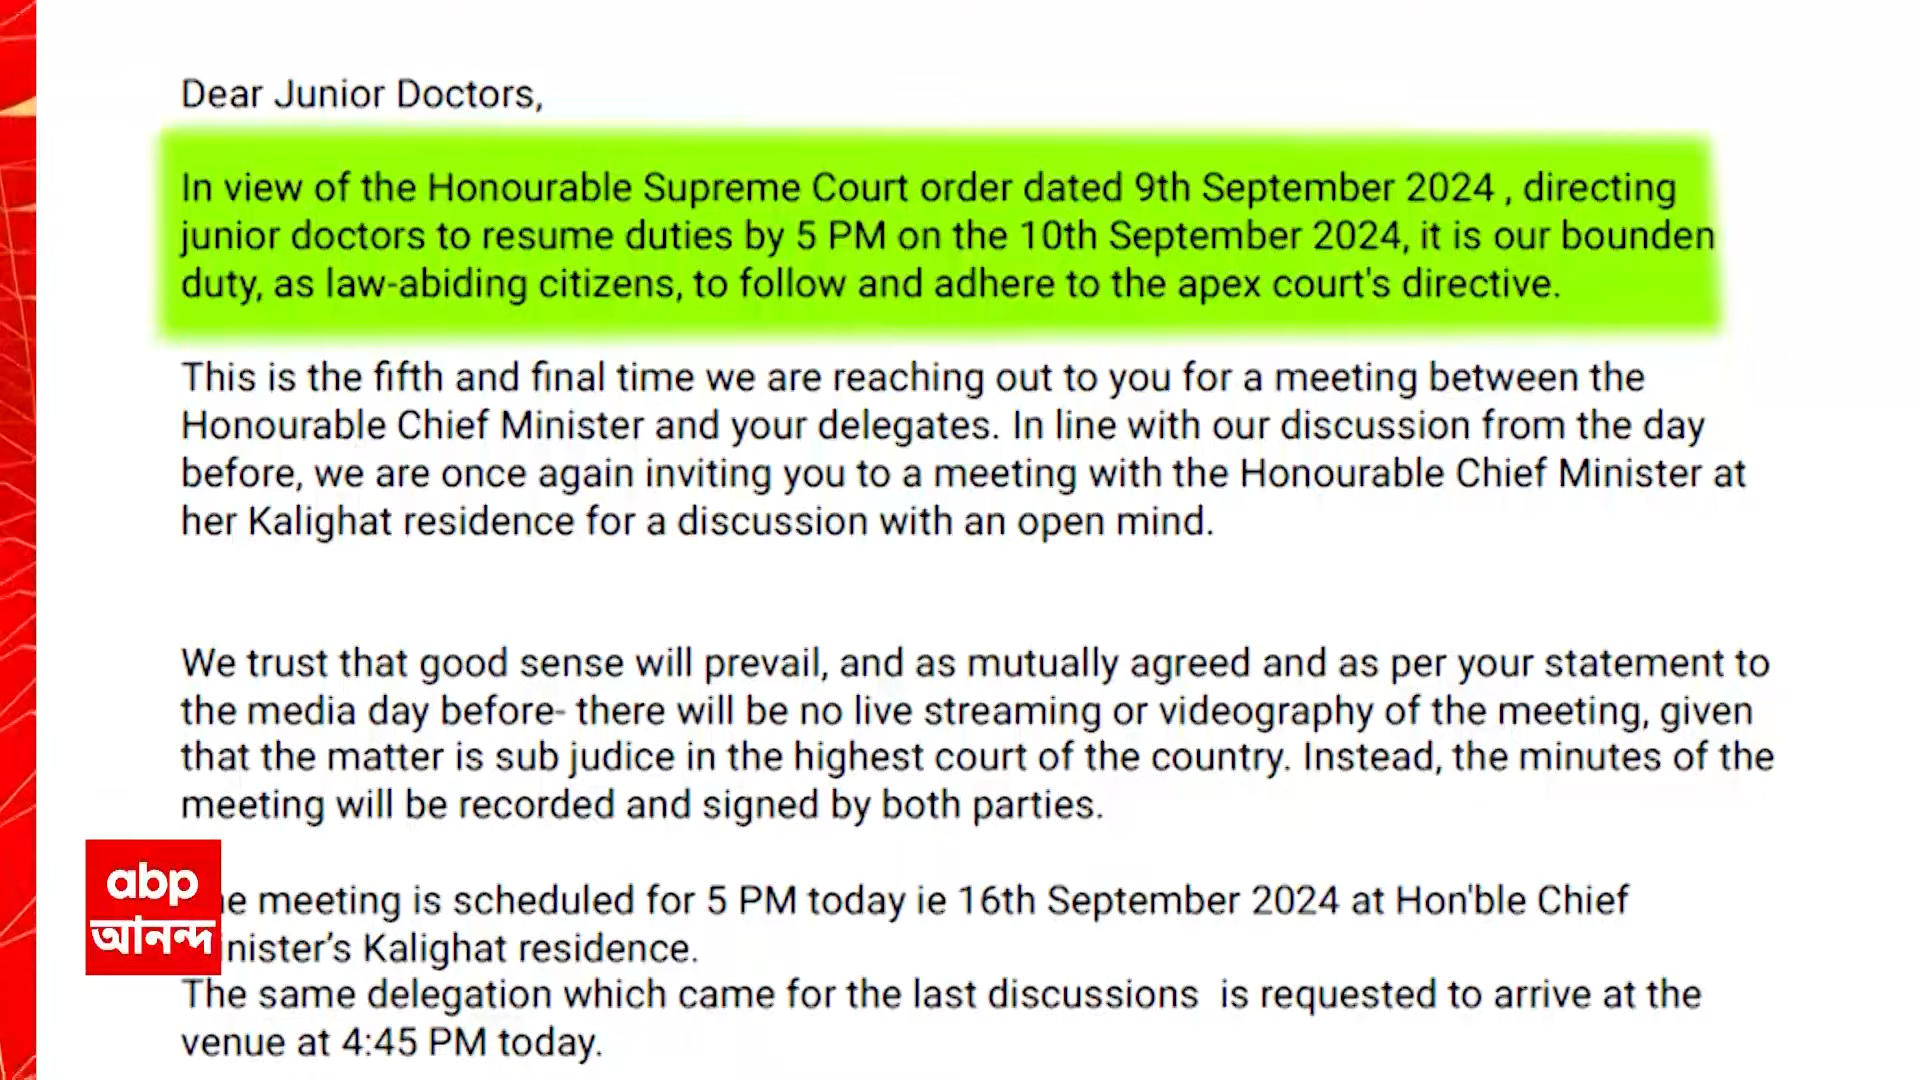 Dear Junior Doctors,
In view of the Honourable Supreme Court order dated 9th September 2024 , directing
junior doctors to resume duties by 5 PM on the 10th September 2024, it is our bounden
duty, as law-abiding citizens, to follow and adhere to the apex court's directive.
This is the fifth and final time we are reaching out to you for a meeting between the
Honourable Chief Minister and your delegates. In line with our discussion from the day
before, we are once again inviting you to a meeting with the Honourable Chief Minister at
her Kalighat residence for a discussion with an open mind.
We trust that good sense will prevail, and as mutually agreed and as per your statement to
the media day before- there will be no live streaming or videography of the meeting, given
that the matter is sub judice in the highest court of the country. Instead, the minutes of the
meeting will be recorded and signed by both parties.
abp
আনন্দ
e meeting is scheduled for 5 PM today ie 16th September 2024 at Hon'ble Chief
nister’s Kalighat residence.
The same delegation which came for the last discussions  is requested to arrive at the
venue at 4:45 PM today.